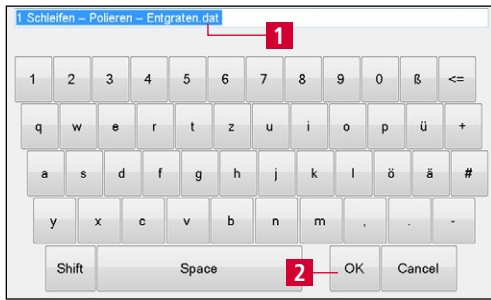 1 Schleifen – Polieren – Entgraten.dat
1
1 2 3 4 5 6 7 8 9 0 ß <=
q w e r t z u i o p ü +
a s d f g h j k l ö ä #
y x c v b n m , . -
Shift Space 2 OK Cancel